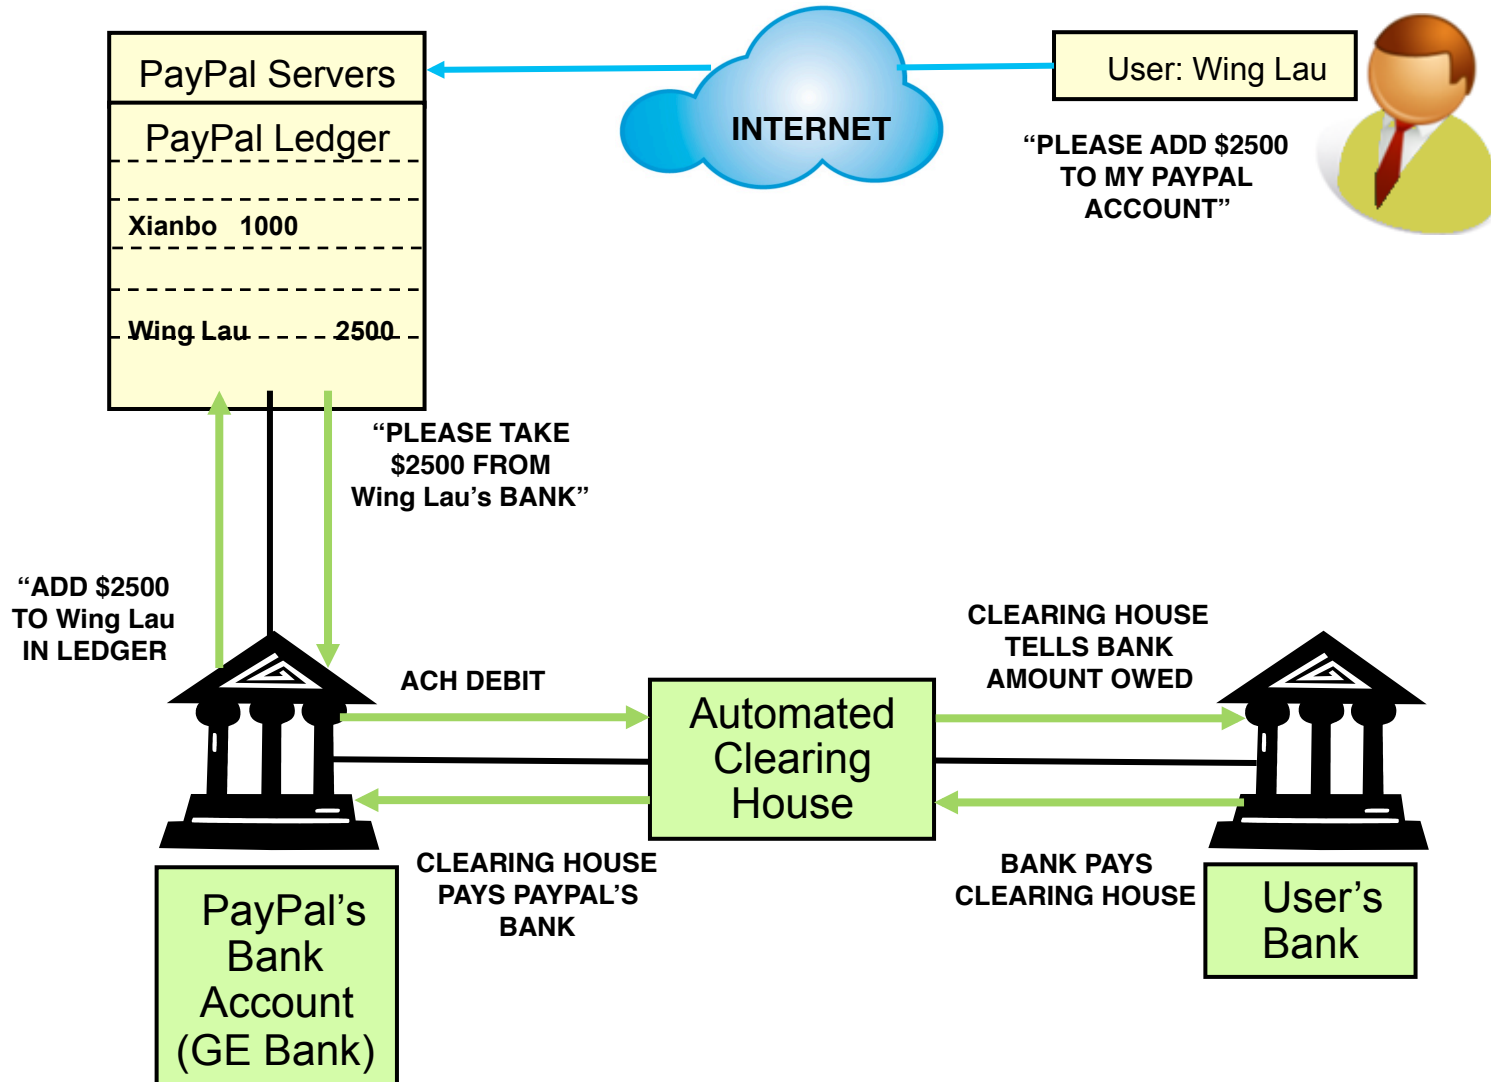 PayPal Servers
PayPal Ledger
Xianbo 1000
Wing Lau 2500
INTERNET
User: Wing Lau
“PLEASE ADD $2500
TO MY PAYPAL
ACCOUNT”
“PLEASE TAKE
$2500 FROM
Wing Lau’s BANK”
“ADD $2500
TO Wing Lau
IN LEDGER
ACH DEBIT
Automated
Clearing
House
CLEARING HOUSE
TELLS BANK
AMOUNT OWED
CLEARING HOUSE
PAYS PAYPAL’S
BANK
BANK PAYS
CLEARING HOUSE
PayPal’s
Bank
Account
(GE Bank)
User’s
Bank